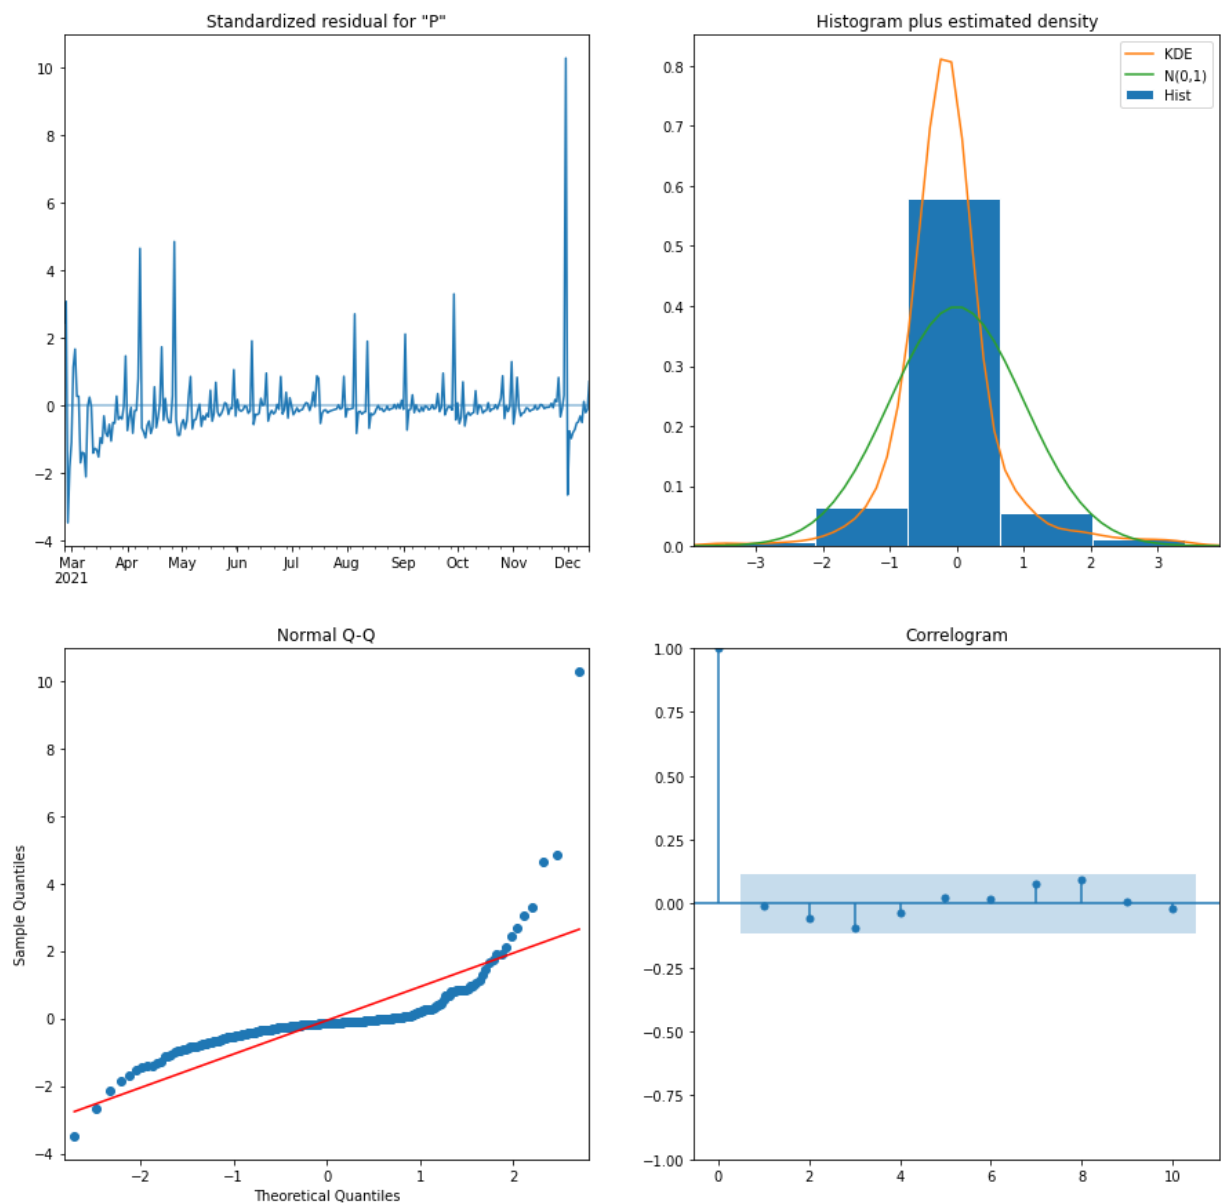 Standardized residual for "P"
10
8
6
4
2
0
−2
−4
Mar Apr May Jun Jul Aug Sep Oct Nov Dec
2021
Histogram plus estimated density
KDE
N(0,1)
Hist
0.8
0.7
0.6
0.5
0.4
0.3
0.2
0.1
0.0
−3 −2 −1 0 1 2 3
Normal Q-Q
Sample Quantiles
10
8
6
4
2
0
−2
−4
−2 −1 0 1 2
Theoretical Quantiles
Correlogram
1.00
0.75
0.50
0.25
0.00
−0.25
−0.50
−0.75
−1.00
0 2 4 6 8 10